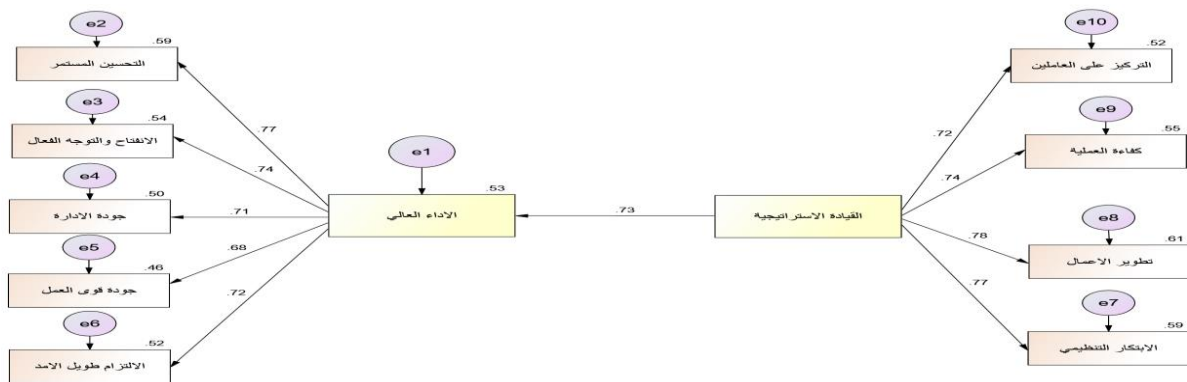 e2
.59
التحسين المستمر
e3
.54
الانفتاح والتوجه الفعال
e4
.50
جودة الادارة
e5
.46
جودة قوى العمل
e6
.52
الالتزام طويل الامد
.77
.74
.71
.68
.72
e1
.53
الاداء العالي
.73
القيادة الاستراتيجية
.72
.74
.78
.77
e10
.52
التركيز على العاملين
e9
.55
كفاءة العملية
e8
.61
تطوير الاعمال
e7
.59
الابتكار التنظيمي